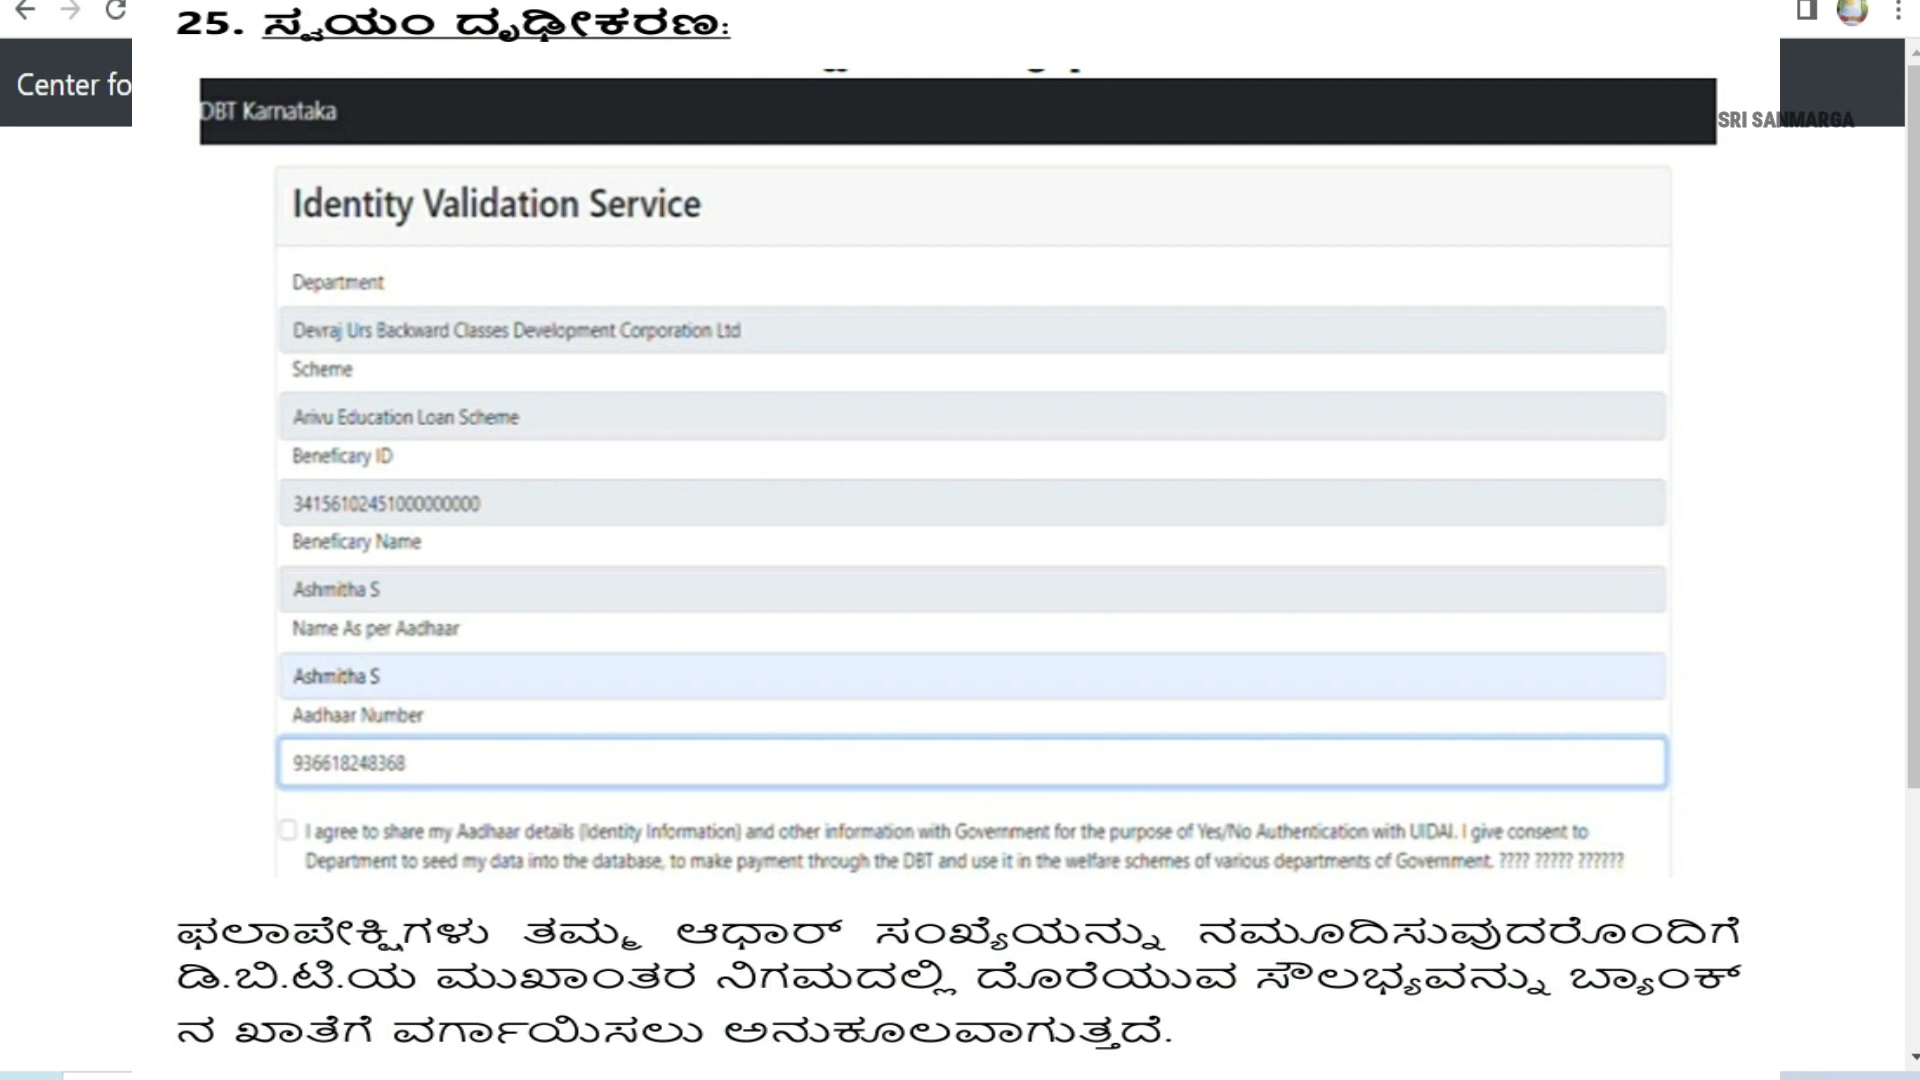 25. ಸ್ವಯಂ ದೃಢೀಕರಣ:
Center fo
DBT Karnataka
SRI SANMARGA
Identity Validation Service
Department
Devraj Urs Backward Classes Development Corporation Ltd
Scheme
Arivu Education Loan Scheme
Beneficary ID
34156102451000000000
Beneficary Name
Ashmitha S
Name As per Aadhaar
Ashmitha S
Aadhaar Number
936618248368
I agree to share my Aadhaar details (Identity Information) and other information with Government for the purpose of Yes/No Authentication with UIDAI. I give consent to
Department to seed my data into the database, to make payment through the DBT and use it in the welfare schemes of various departments of Government. ???? ????? ??????
ಫಲಾಪೇಕ್ಷಿಗಳು ತಮ್ಮ ಆಧಾರ್ ಸಂಖ್ಯೆಯನ್ನು ನಮೂದಿಸುವುದರೊಂದಿಗೆ
ಡಿ.ಬಿ.ಟಿ.ಯ ಮುಖಾಂತರ ನಿಗಮದಲ್ಲಿ ದೊರೆಯುವ ಸೌಲಭ್ಯವನ್ನು ಬ್ಯಾಂಕ್
ನ ಖಾತೆಗೆ ವರ್ಗಾಯಿಸಲು ಅನುಕೂಲವಾಗುತ್ತದೆ.